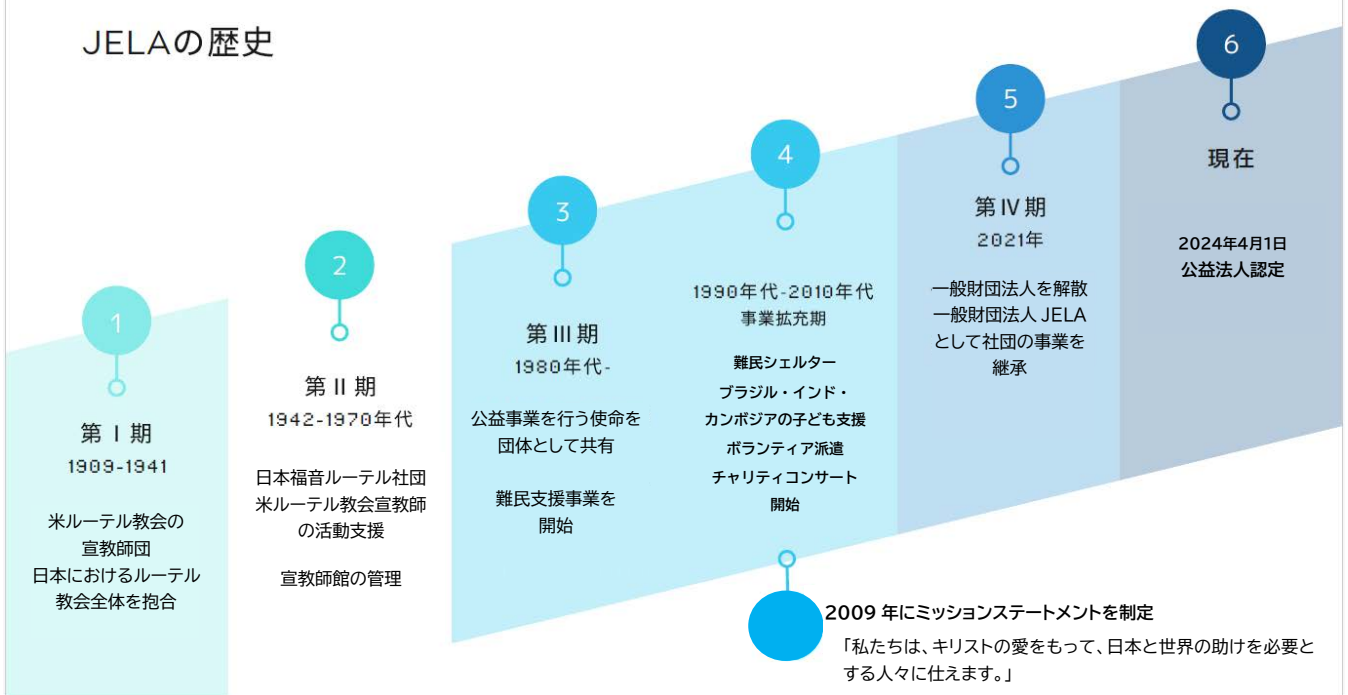 JELAの歴史
1
第 I 期
1909-1941
米ルーテル教会の
宣教師団
日本におけるルーテル
教会全体を抱合
2
第 II 期
1942-1970年代
日本福音ルーテル社団
米ルーテル教会宣教師
の活動支援
宣教師館の管理
3
第 III 期
1980年代-
公益事業を行う使命を
団体として共有
難民支援事業を
開始
4
1990年代-2010年代
事業拡充期
難民シェルター
ブラジル・インド・
カンボジアの子ども支援
ボランティア派遣
チャリティコンサート
開始
2009 年にミッションステートメントを制定
「私たちは、キリストの愛をもって、日本と世界の助けを必要と
する人々に仕えます。」
5
第 IV 期
2021年
一般財団法人を解散
一般財団法人 JELA
として社団の事業を
継承
6
現在
2024年4月1日
公益法人認定